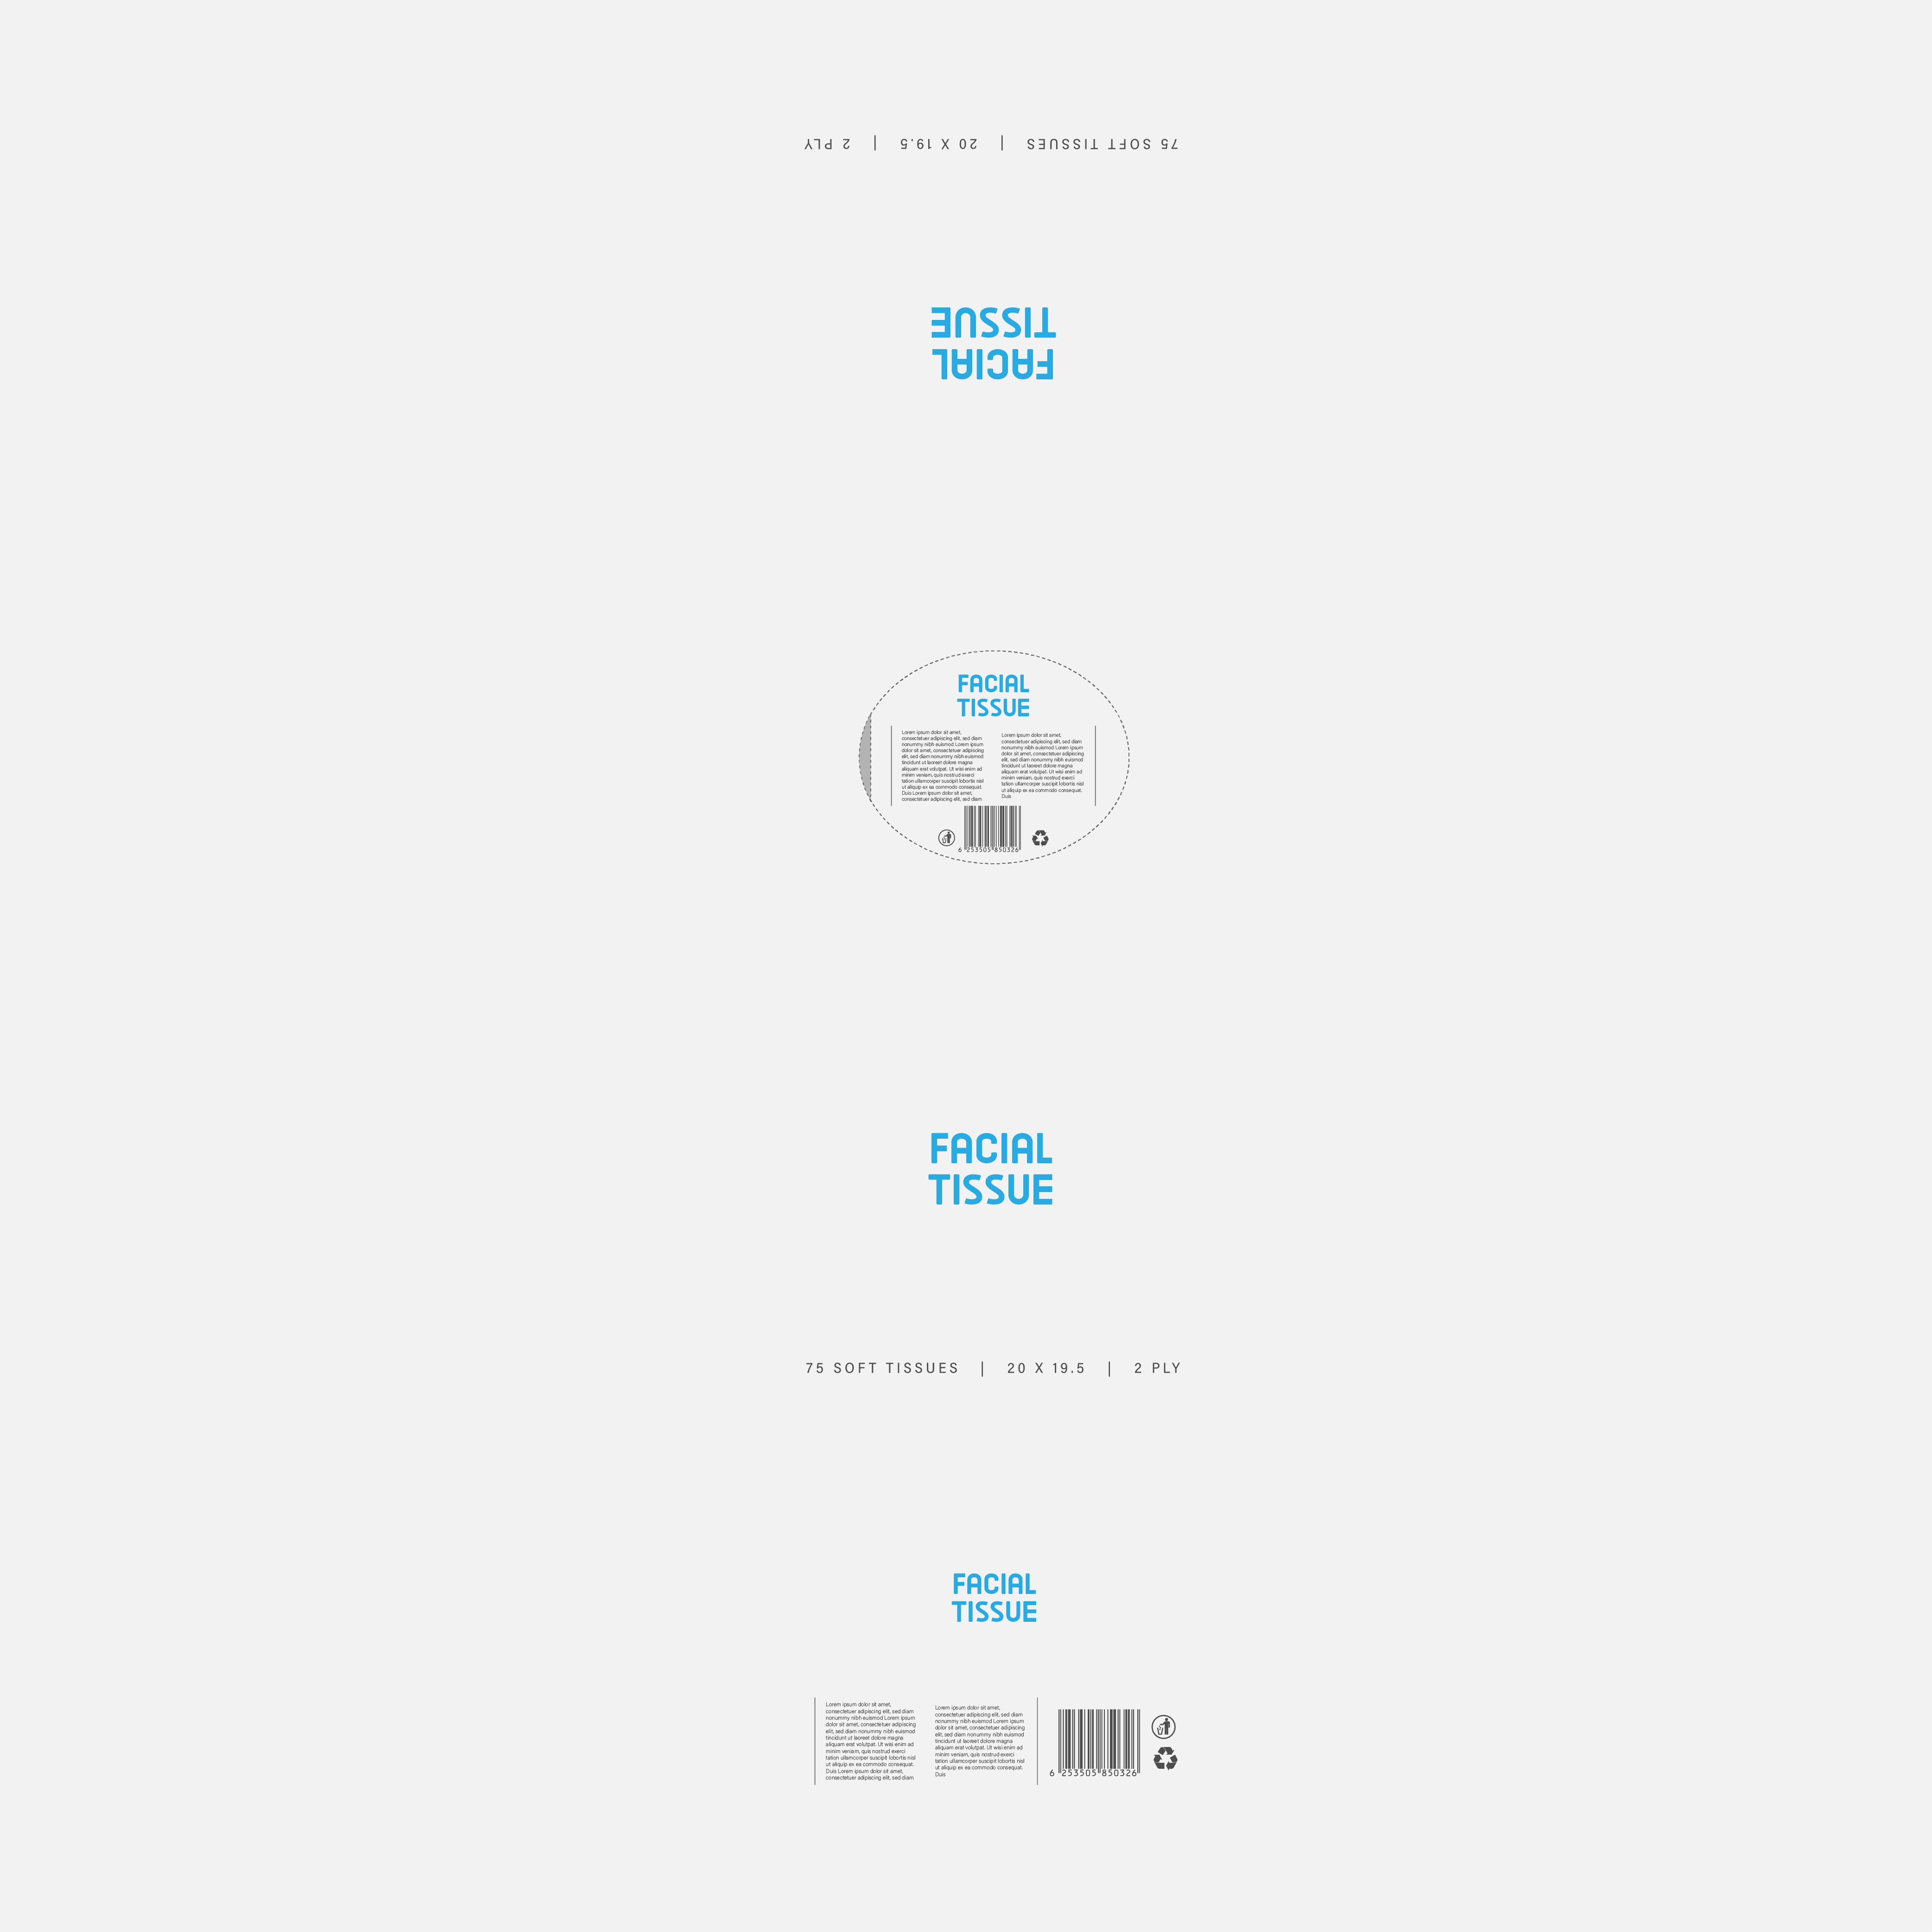 75 SOFT TISSUES | 20 X 19.5 | 2 PLY
FACIAL
TISSUE
FACIAL
TISSUE
Lorem ipsum dolor sit amet,
consectetuer adipiscing elit, sed diam
nonummy nibh euismod Lorem ipsum
dolor sit amet, consectetuer adipiscing
elit, sed diam nonummy nibh euismod
tincidunt ut laoreet dolore magna
aliquam erat volutpat. Ut wisi enim ad
minim veniam, quis nostrud exerci
tation ullamcorper suscipit lobortis nisl
ut aliquip ex ea commodo consequat.
Duis Lorem ipsum dolor sit amet,
consectetuer adipiscing elit, sed diam
Lorem ipsum dolor sit amet,
consectetuer adipiscing elit, sed diam
nonummy nibh euismod Lorem ipsum
dolor sit amet, consectetuer adipiscing
elit, sed diam nonummy nibh euismod
tincidunt ut laoreet dolore magna
aliquam erat volutpat. Ut wisi enim ad
minim veniam, quis nostrud exerci
tation ullamcorper suscipit lobortis nisl
ut aliquip ex ea commodo consequat.
Duis
6 253505 850326
FACIAL
TISSUE
75 SOFT TISSUES | 20 X 19.5 | 2 PLY
FACIAL
TISSUE
Lorem ipsum dolor sit amet,
consectetuer adipiscing elit, sed diam
nonummy nibh euismod Lorem ipsum
dolor sit amet, consectetuer adipiscing
elit, sed diam nonummy nibh euismod
tincidunt ut laoreet dolore magna
aliquam erat volutpat. Ut wisi enim ad
minim veniam, quis nostrud exerci
tation ullamcorper suscipit lobortis nisl
ut aliquip ex ea commodo consequat.
Duis Lorem ipsum dolor sit amet,
consectetuer adipiscing elit, sed diam
Lorem ipsum dolor sit amet,
consectetuer adipiscing elit, sed diam
nonummy nibh euismod Lorem ipsum
dolor sit amet, consectetuer adipiscing
elit, sed diam nonummy nibh euismod
tincidunt ut laoreet dolore magna
aliquam erat volutpat. Ut wisi enim ad
minim veniam, quis nostrud exerci
tation ullamcorper suscipit lobortis nisl
ut aliquip ex ea commodo consequat.
Duis
6 253505 850326